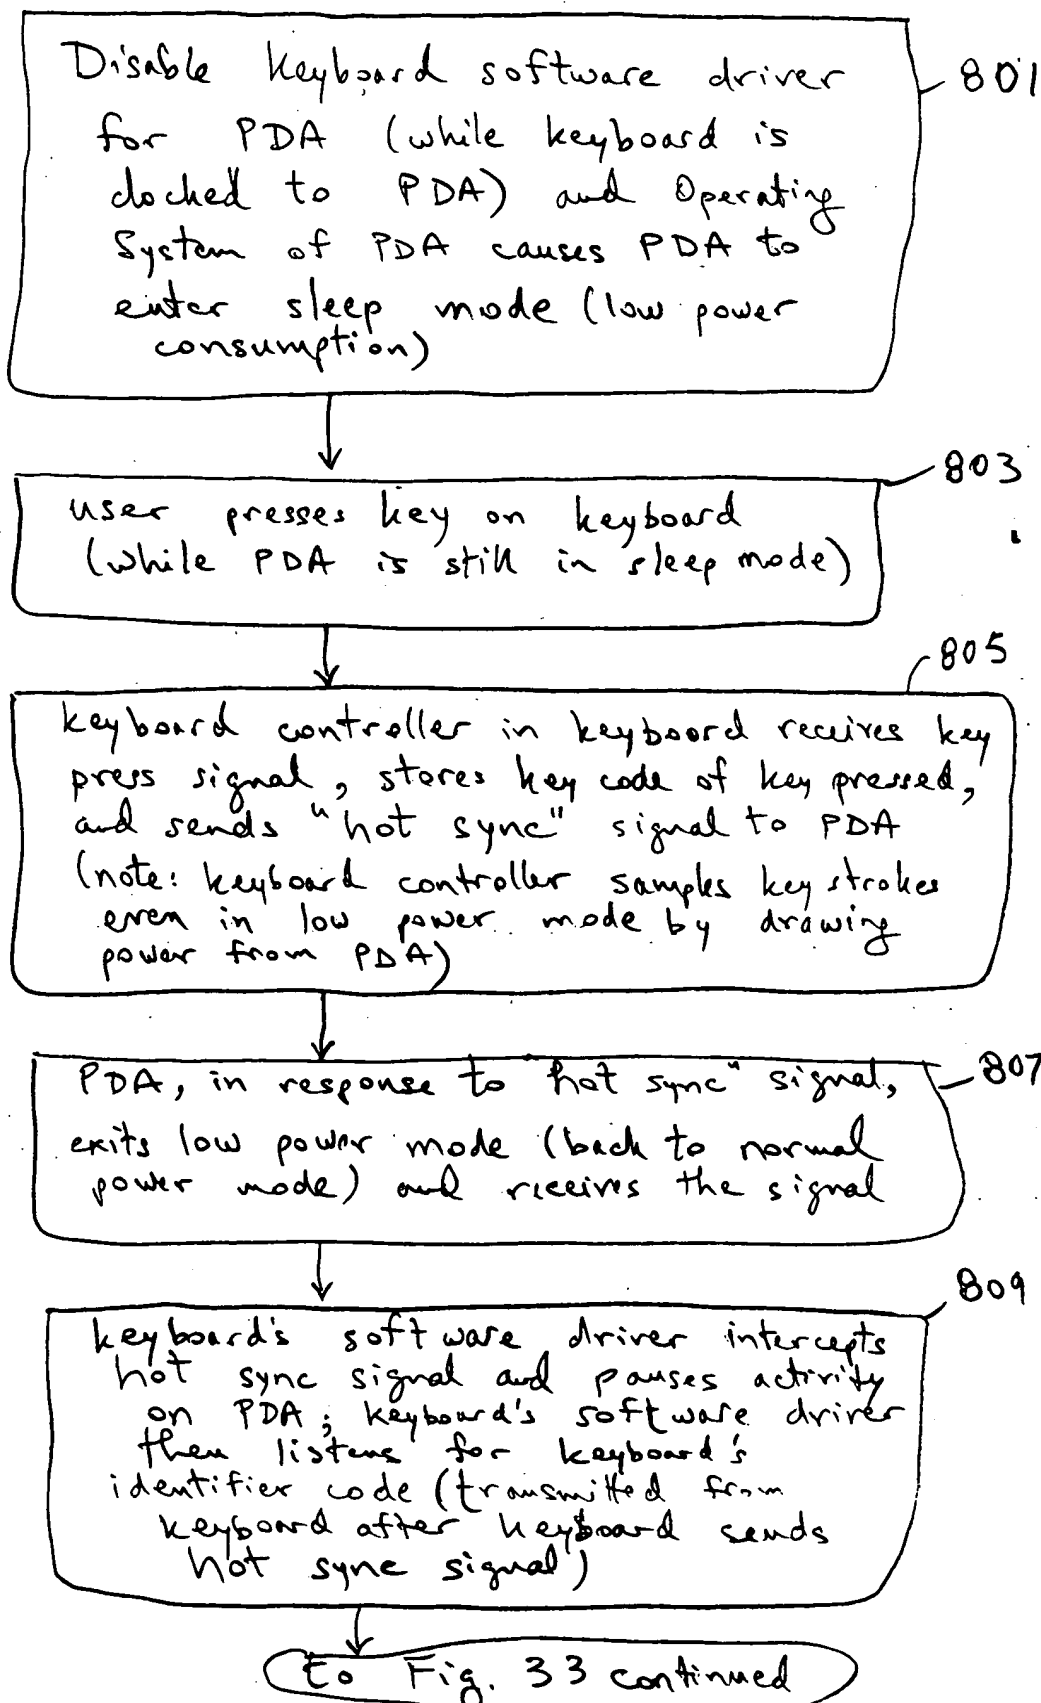 Disable keyboard software driver
801
for PDA (while keyboard is
docked to PDA) and Operating
System of PDA causes PDA to
enter sleep mode (low power
consumption)
803
user presses key on keyboard
(while PDA is still in sleep mode)
805
keyboard controller in keyboard receives key
press signal, stores key code of key pressed,
and sends "hot sync" signal to PDA
(note: keyboard controller samples key strokes
even in low power mode by drawing
power from PDA)
PDA, in response to "hot sync" signal,
807
exits low power mode (back to normal
power mode) and receives the signal
809
keyboard's software driver intercepts
hot sync signal and pauses activity
on PDA; keyboard's software driver
then listens for keyboard's
identifier code (transmitted from
keyboard after keyboard sends
hot sync signal)
to Fig. 33 continued